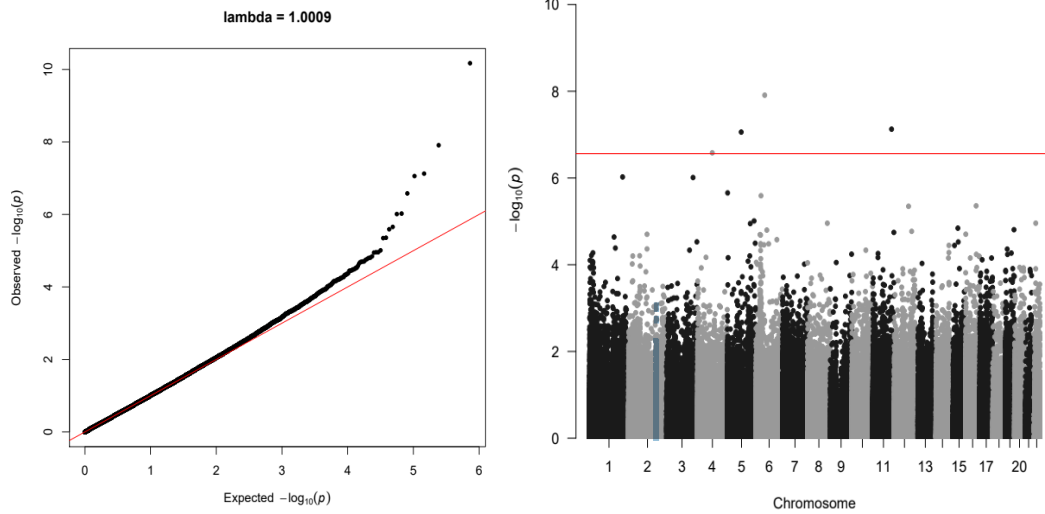 lambda = 1.0009
Observed −log₁₀(p)
10
8
6
4
2
0
0 1 2 3 4 5 6
Expected −log₁₀(p)
−log₁₀(p)
10
8
6
4
2
0
1 2 3 4 5 6 7 8 9 11 13 15 17 20
Chromosome